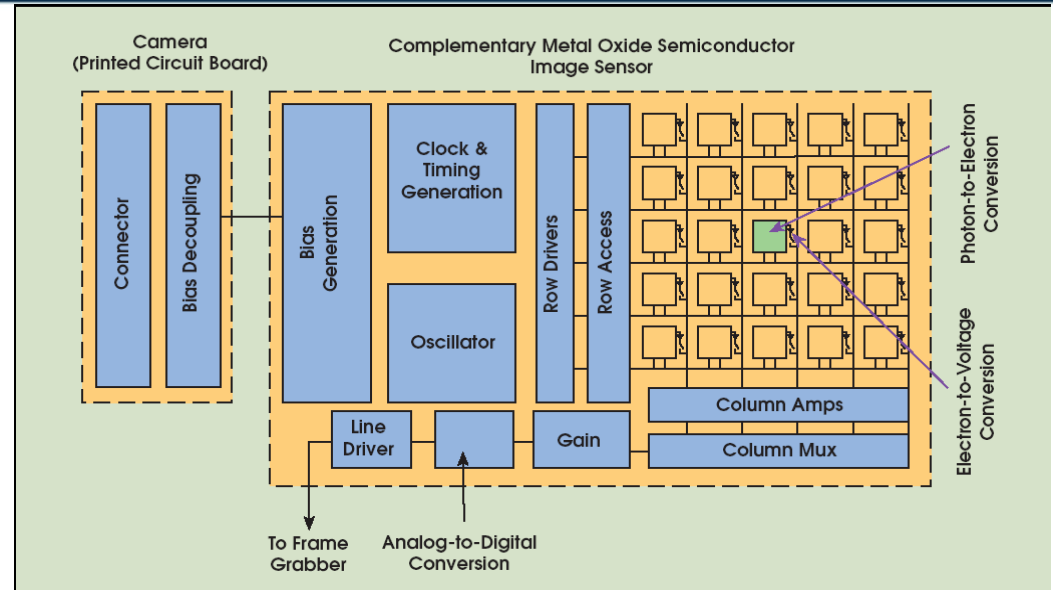 Camera
(Printed Circuit Board)
Complementary Metal Oxide Semiconductor
Image Sensor
Connector
Bias Decoupling
Bias
Generation
Clock &
Timing
Generation
Oscillator
Row Drivers
Row Access
Photon-to-Electron
Conversion
Electron-to-Voltage
Conversion
Column Amps
Column Mux
Line
Driver
Gain
To Frame
Grabber
Analog-to-Digital
Conversion